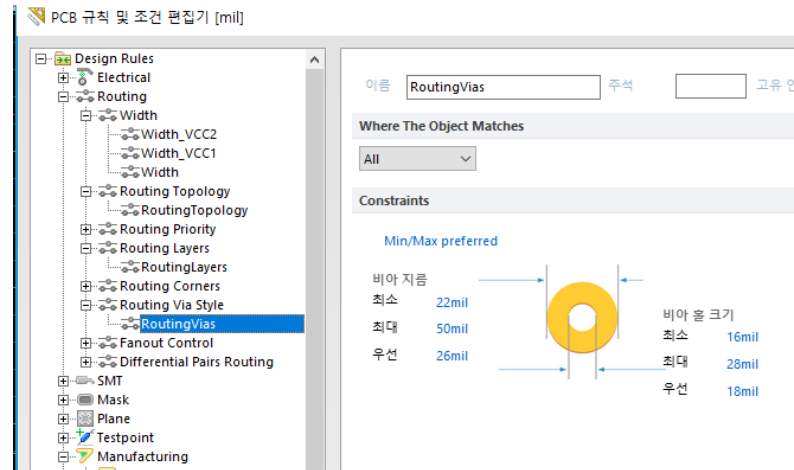 PCB 규칙 및 조건 편집기 [mil]
Design Rules
Electrical
Routing
Width
Width_VCC2
Width_VCC1
Width
Routing Topology
RoutingTopology
Routing Priority
Routing Layers
RoutingLayers
Routing Corners
Routing Via Style
RoutingVias
Fanout Control
Differential Pairs Routing
SMT
Mask
Plane
Testpoint
Manufacturing
이름 RoutingVias 주석 고유
Where The Object Matches
All
Constraints
Min/Max preferred
비아 지름
최소 22mil
최대 50mil
우선 26mil
비아 홀 크기
최소 16mil
최대 28mil
우선 18mil